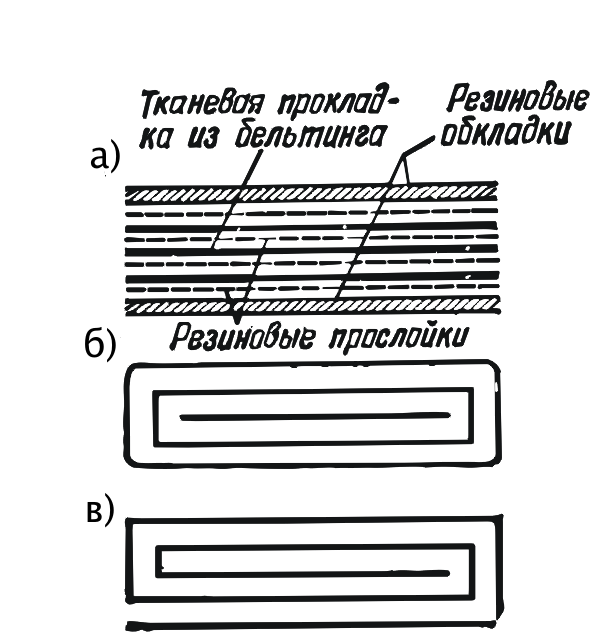 Тканевая проклад-
ка из бельтинга
Резиновые
обкладки
а)
Резиновые прослойки
б)
в)